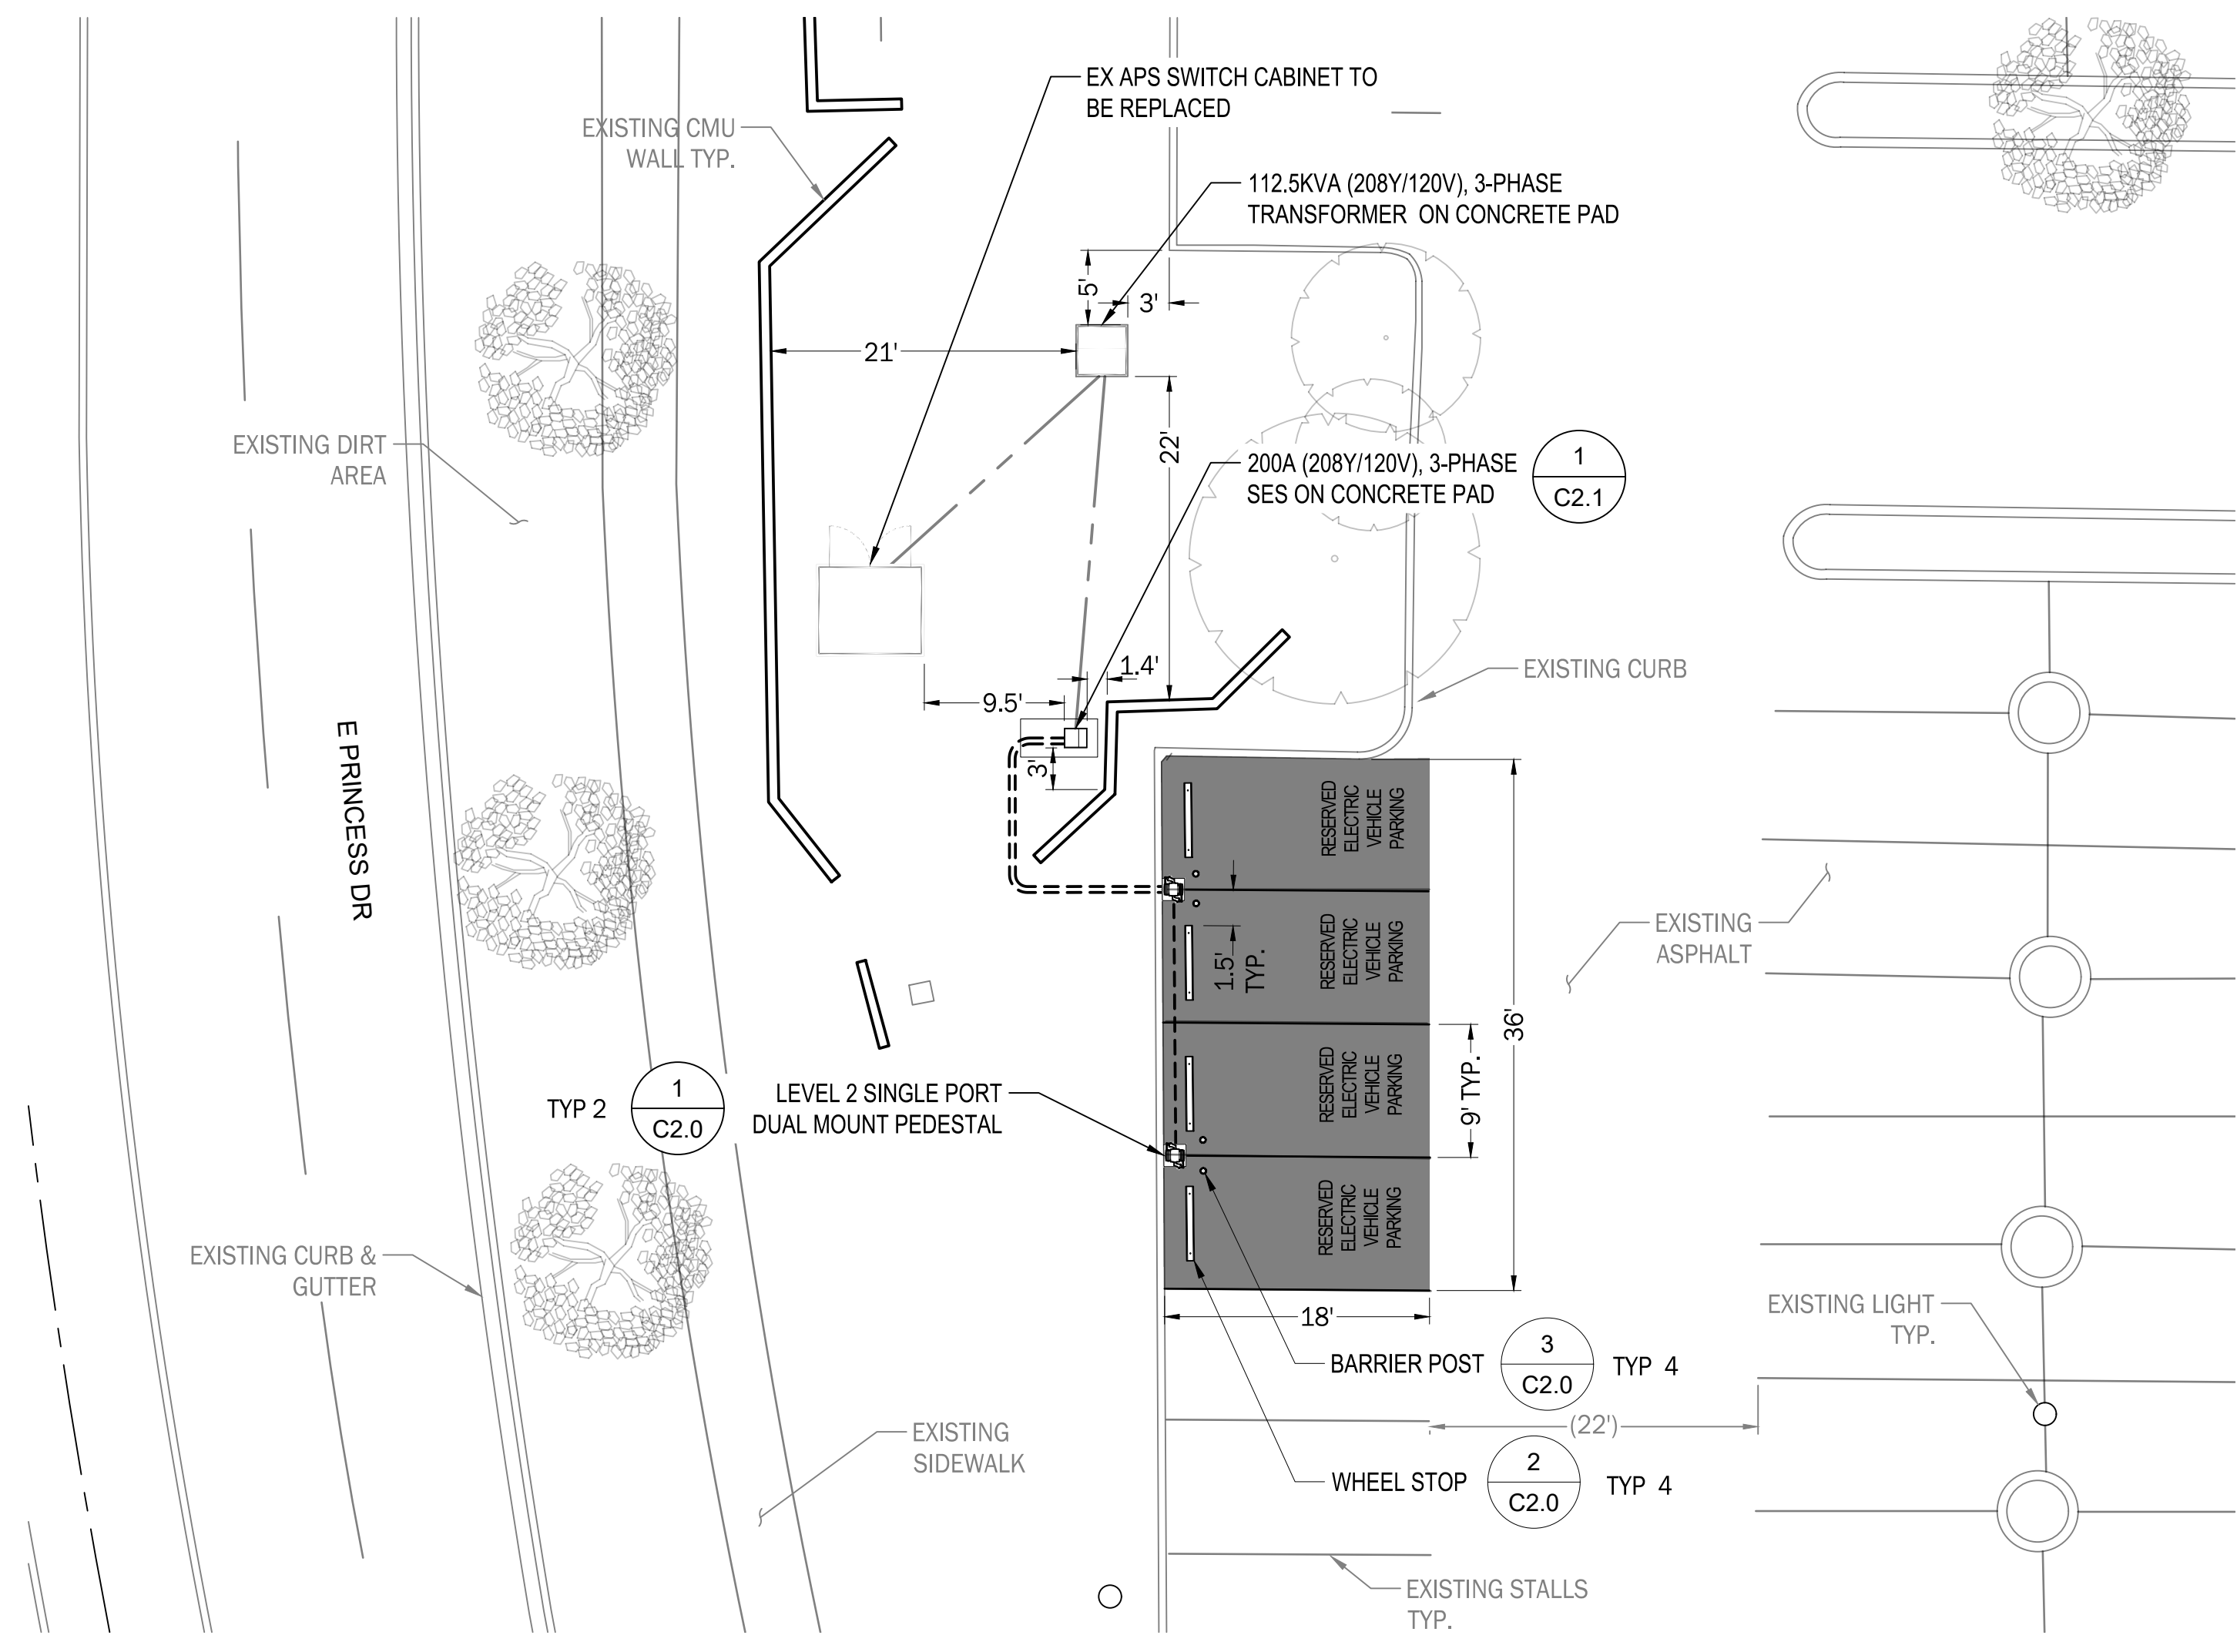 EX APS SWITCH CABINET TO
BE REPLACED
EXISTING CMU
WALL TYP.
112.5KVA (208Y/120V), 3-PHASE
TRANSFORMER ON CONCRETE PAD
5'
3'
21'
22'
EXISTING DIRT
AREA
200A (208Y/120V), 3-PHASE
SES ON CONCRETE PAD
1
C2.1
1.4'
EXISTING CURB
9.5'
3'
E PRINCESS DR
RESERVED
ELECTRIC
VEHICLE
PARKING
RESERVED
ELECTRIC
VEHICLE
PARKING
1.5'
TYP.
EXISTING
ASPHALT
36'
9' TYP.
RESERVED
ELECTRIC
VEHICLE
PARKING
LEVEL 2 SINGLE PORT
DUAL MOUNT PEDESTAL
TYP 2
1
C2.0
RESERVED
ELECTRIC
VEHICLE
PARKING
EXISTING CURB &
GUTTER
18'
EXISTING LIGHT
TYP.
BARRIER POST
3
C2.0
TYP 4
(22')
EXISTING
SIDEWALK
WHEEL STOP
2
C2.0
TYP 4
EXISTING STALLS
TYP.